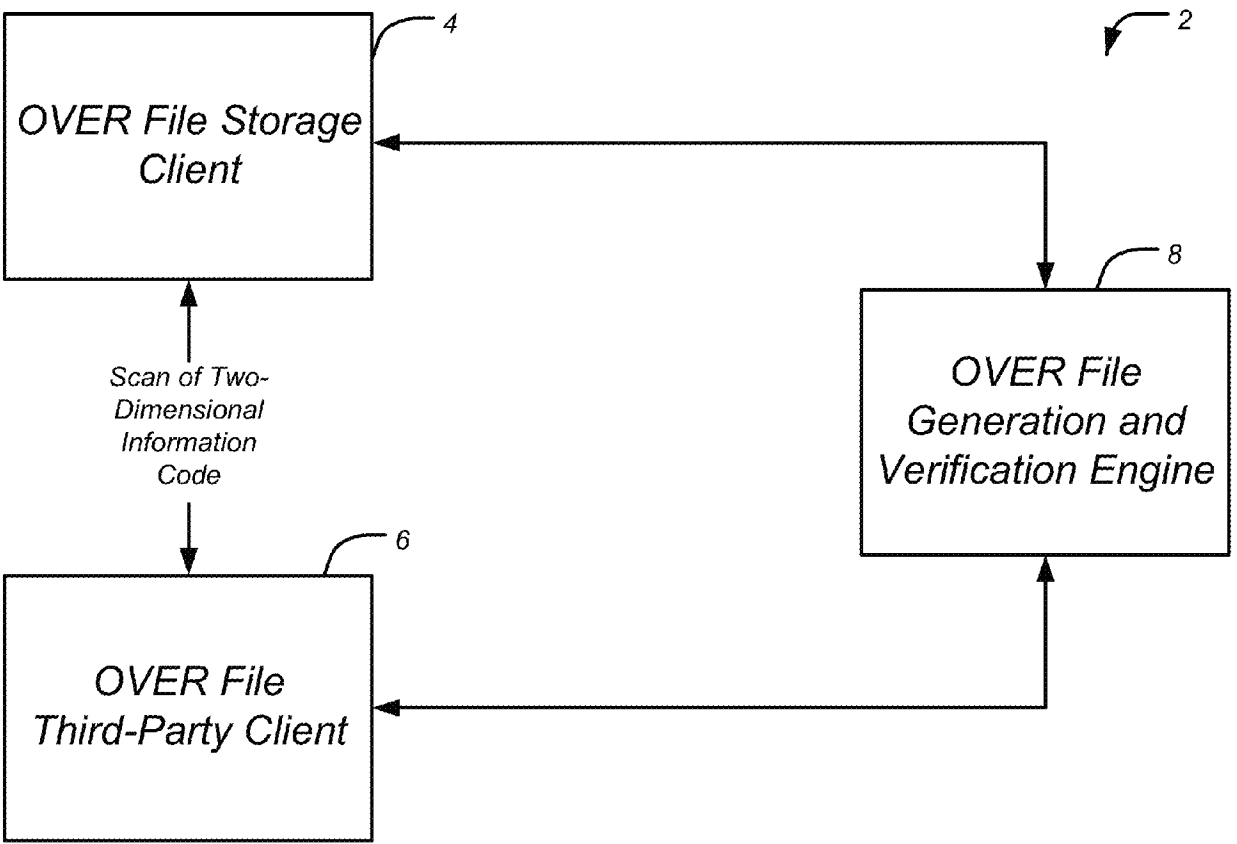 4
2
OVER File Storage
Client
8
Scan of Two-
Dimensional
Information
Code
OVER File
Generation and
Verification Engine
6
OVER File
Third-Party Client